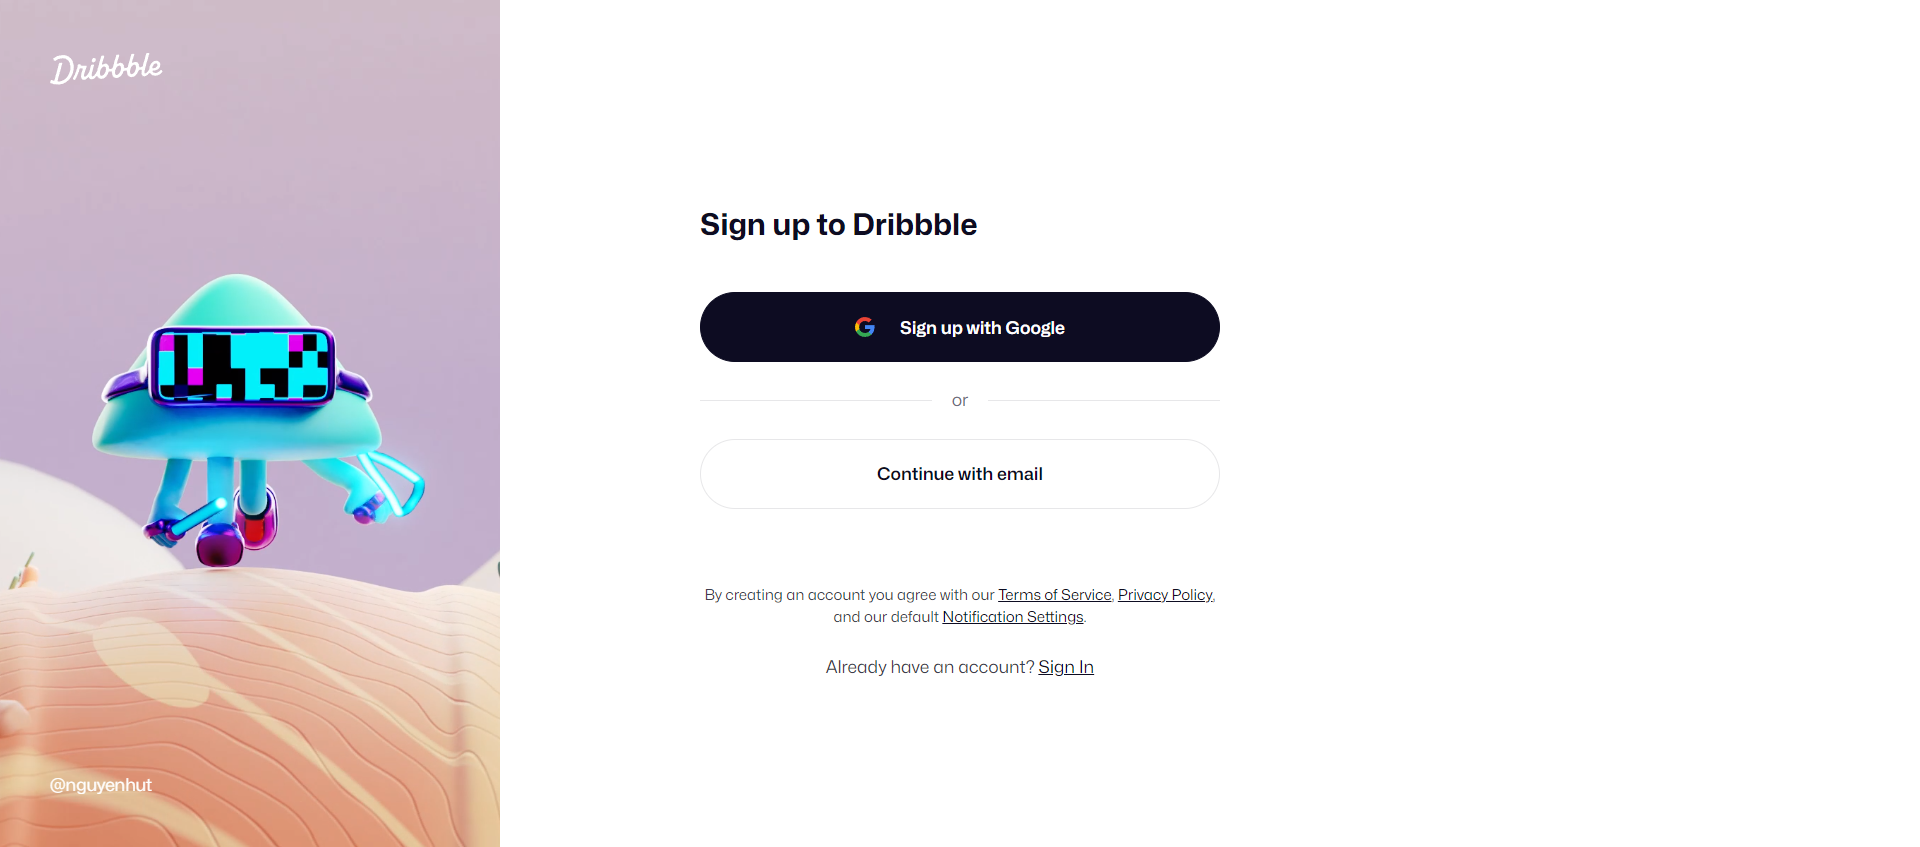 Dribbble
Sign up to Dribbble
Sign up with Google
or
Continue with email
By creating an account you agree with our Terms of Service, Privacy Policy,
and our default Notification Settings.
Already have an account? Sign In
@nguyenhut